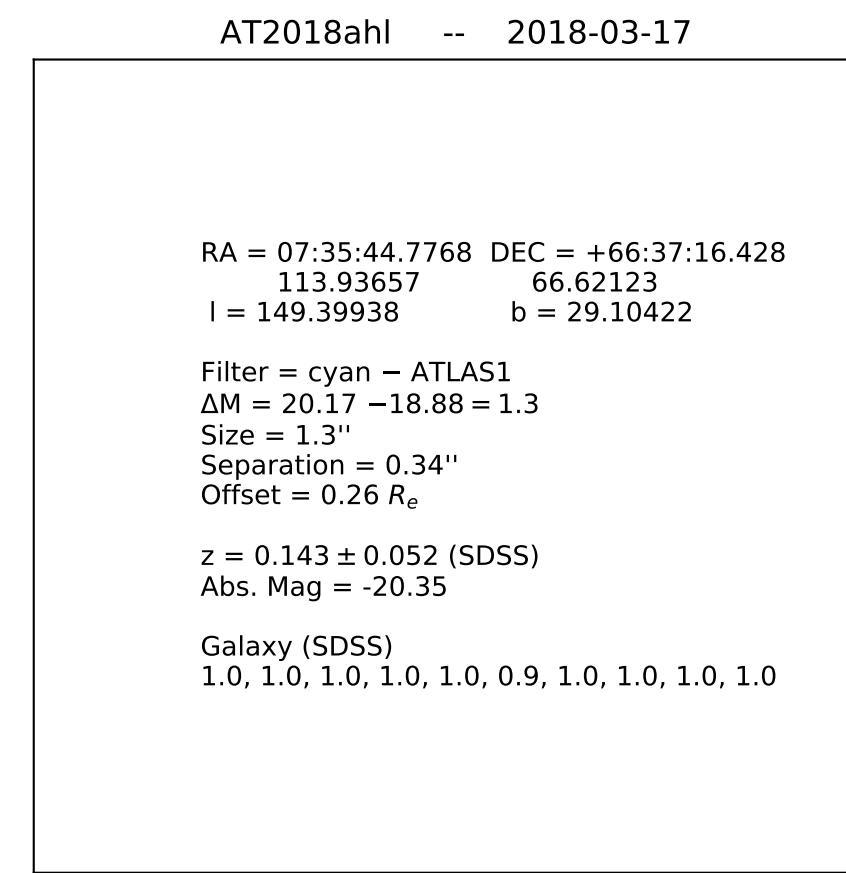 AT2018ahl -- 2018-03-17
RA = 07:35:44.7768 DEC = +66:37:16.428
113.93657 66.62123
l = 149.39938 b = 29.10422
Filter = cyan − ATLAS1
ΔM = 20.17 −18.88 = 1.3
Size = 1.3''
Separation = 0.34''
Offset = 0.26 Re
z = 0.143 ± 0.052 (SDSS)
Abs. Mag = -20.35
Galaxy (SDSS)
1.0, 1.0, 1.0, 1.0, 1.0, 0.9, 1.0, 1.0, 1.0, 1.0